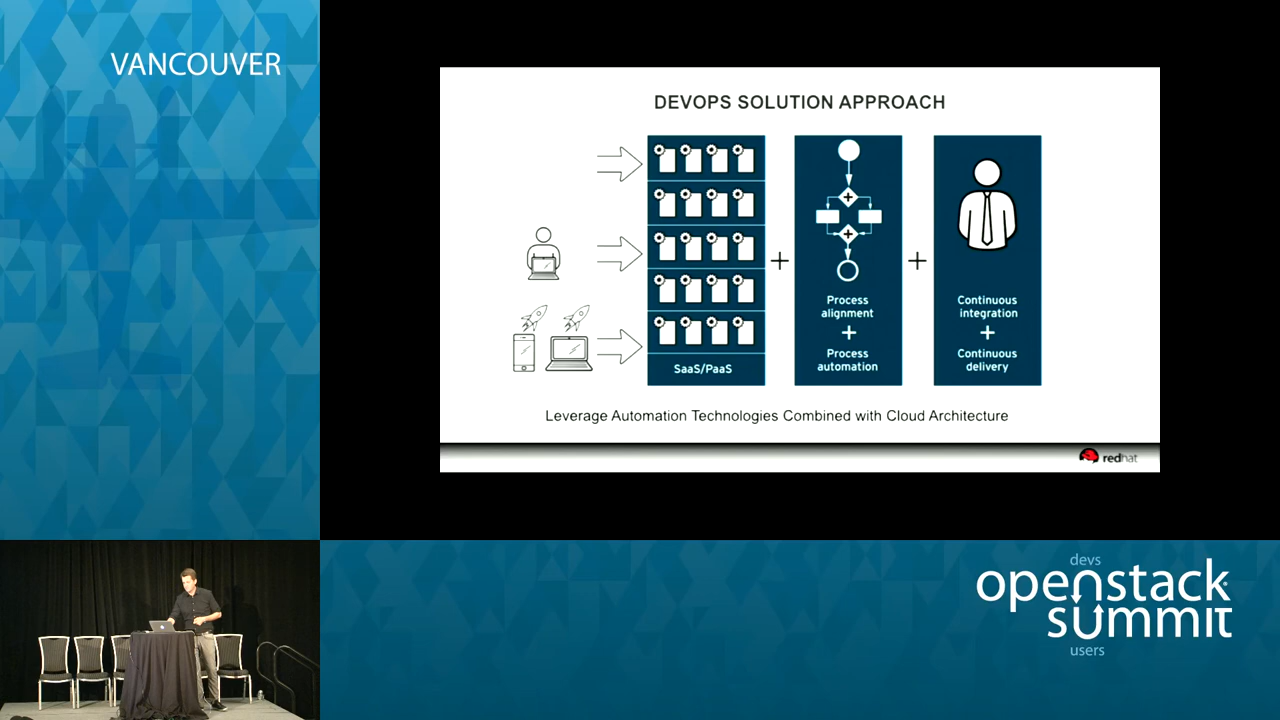 VANCOUVER
DEVOPS SOLUTION APPROACH
SaaS/PaaS
+
Process
alignment
+
Process
automation
+
Continuous
integration
+
Continuous
delivery
Leverage Automation Technologies Combined with Cloud Architecture
redhat
devs
openstack
summit
users